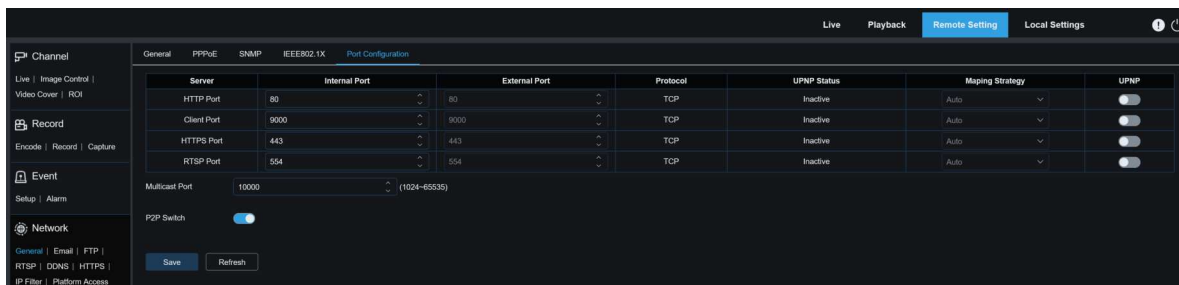 Live Playback Remote Setting Local Settings
Channel
Live | Image Control |
Video Cover | ROI
Record
Encode | Record | Capture
Event
Setup | Alarm
Network
General | Email | FTP |
RTSP | DDNS | HTTPS |
IP Filter | Platform Access
General PPPoE SNMP IEEE802.1X Port Configuration
Server Internal Port External Port Protocol UPNP Status Maping Strategy UPNP
HTTP Port 80 80 TCP Inactive Auto
Client Port 9000 9000 TCP Inactive Auto
HTTPS Port 443 443 TCP Inactive Auto
RTSP Port 554 554 TCP Inactive Auto
Multicast Port 10000 (1024~65535)
P2P Switch
Save Refresh